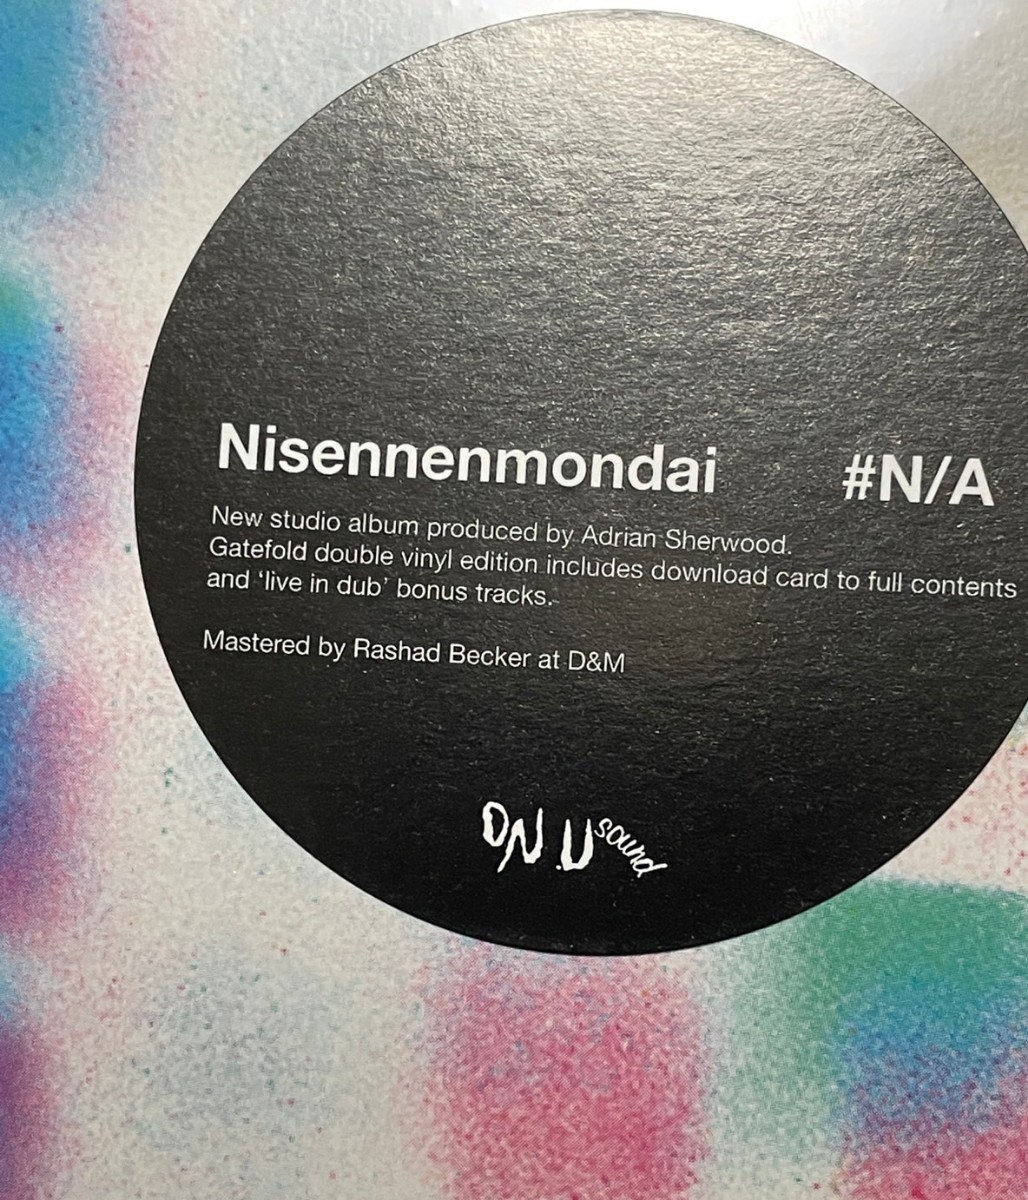 Nisennenmondai #N/A
New studio album produced by Adrian Sherwood.
Gatefold double vinyl edition includes download card to full contents
and ‘live in dub’ bonus tracks.
Mastered by Rashad Becker at D&M
ON.U sound